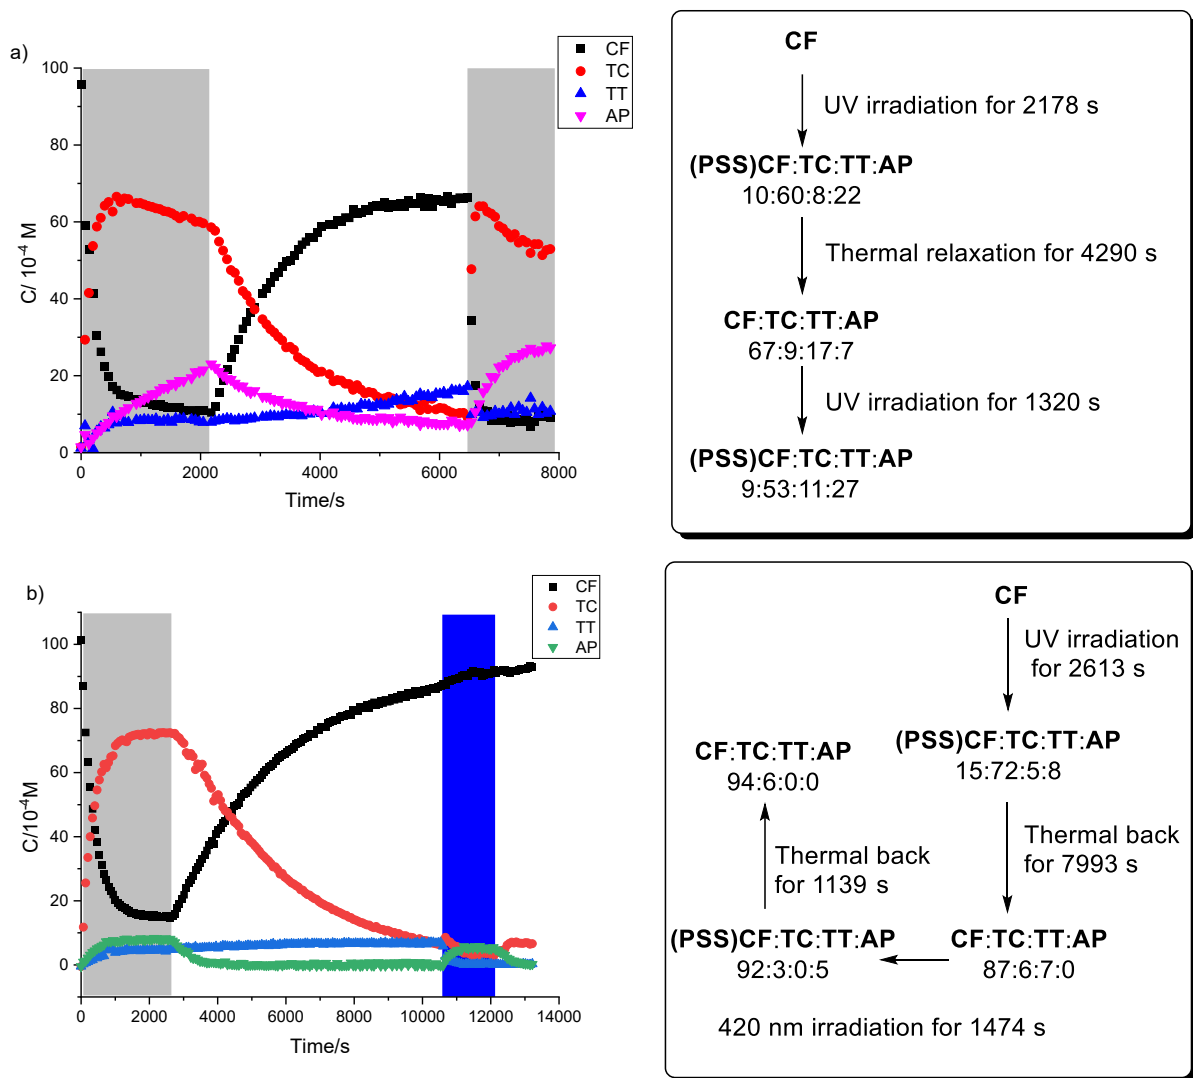 a)
CF
TC
TT
AP
100
80
60
40
20
0
C/ 10⁻⁴ M
0 2000 4000 6000 8000
Time/s
CF
UV irradiation for 2178 s
(PSS)CF:TC:TT:AP
10:60:8:22
Thermal relaxation for 4290 s
CF:TC:TT:AP
67:9:17:7
UV irradiation for 1320 s
(PSS)CF:TC:TT:AP
9:53:11:27
b)
CF
TC
TT
AP
100
80
60
40
20
0
C/10⁻⁴M
0 2000 4000 6000 8000 10000 12000 14000
Time/s
CF
UV irradiation
for 2613 s
(PSS)CF:TC:TT:AP
15:72:5:8
Thermal back
for 7993 s
CF:TC:TT:AP
87:6:7:0
420 nm irradiation for 1474 s
(PSS)CF:TC:TT:AP
92:3:0:5
Thermal back
for 1139 s
CF:TC:TT:AP
94:6:0:0